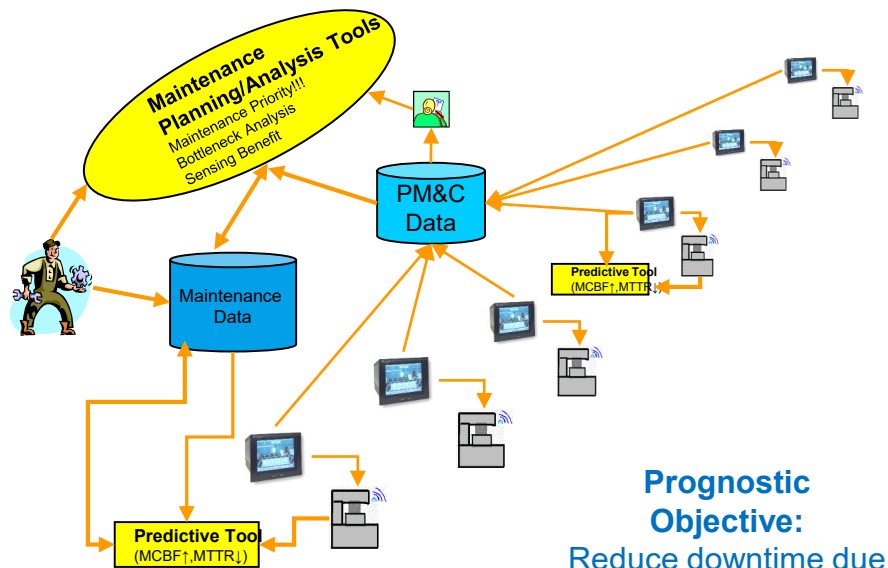 Maintenance
Planning/Analysis Tools
Maintenance Priority!!!
Bottleneck Analysis
Sensing Benefit
PM&C
Data
Maintenance
Data
Predictive Tool
(MCBF↑,MTTR↓)
Predictive Tool
(MCBF↑,MTTR↓)
Prognostic
Objective:
Reduce downtime due